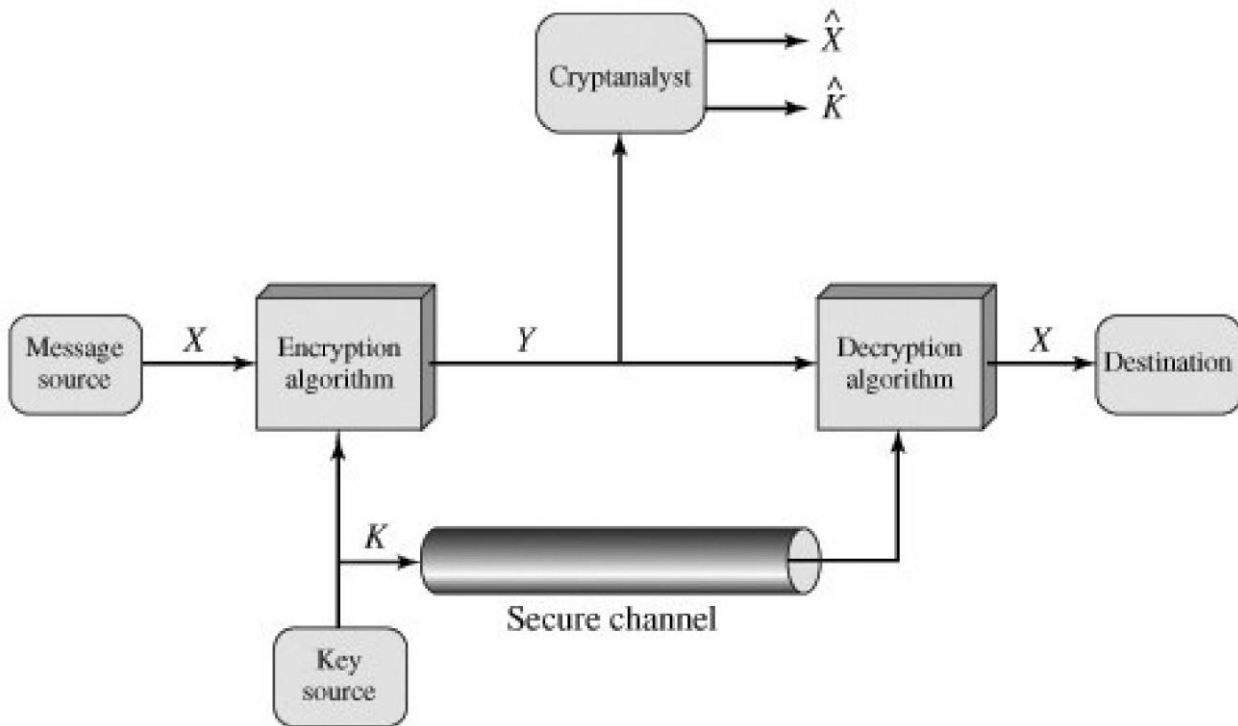 Cryptanalyst
X̂
K̂
Message
source
X
Encryption
algorithm
Y
Decryption
algorithm
X
Destination
K
Secure channel
Key
source